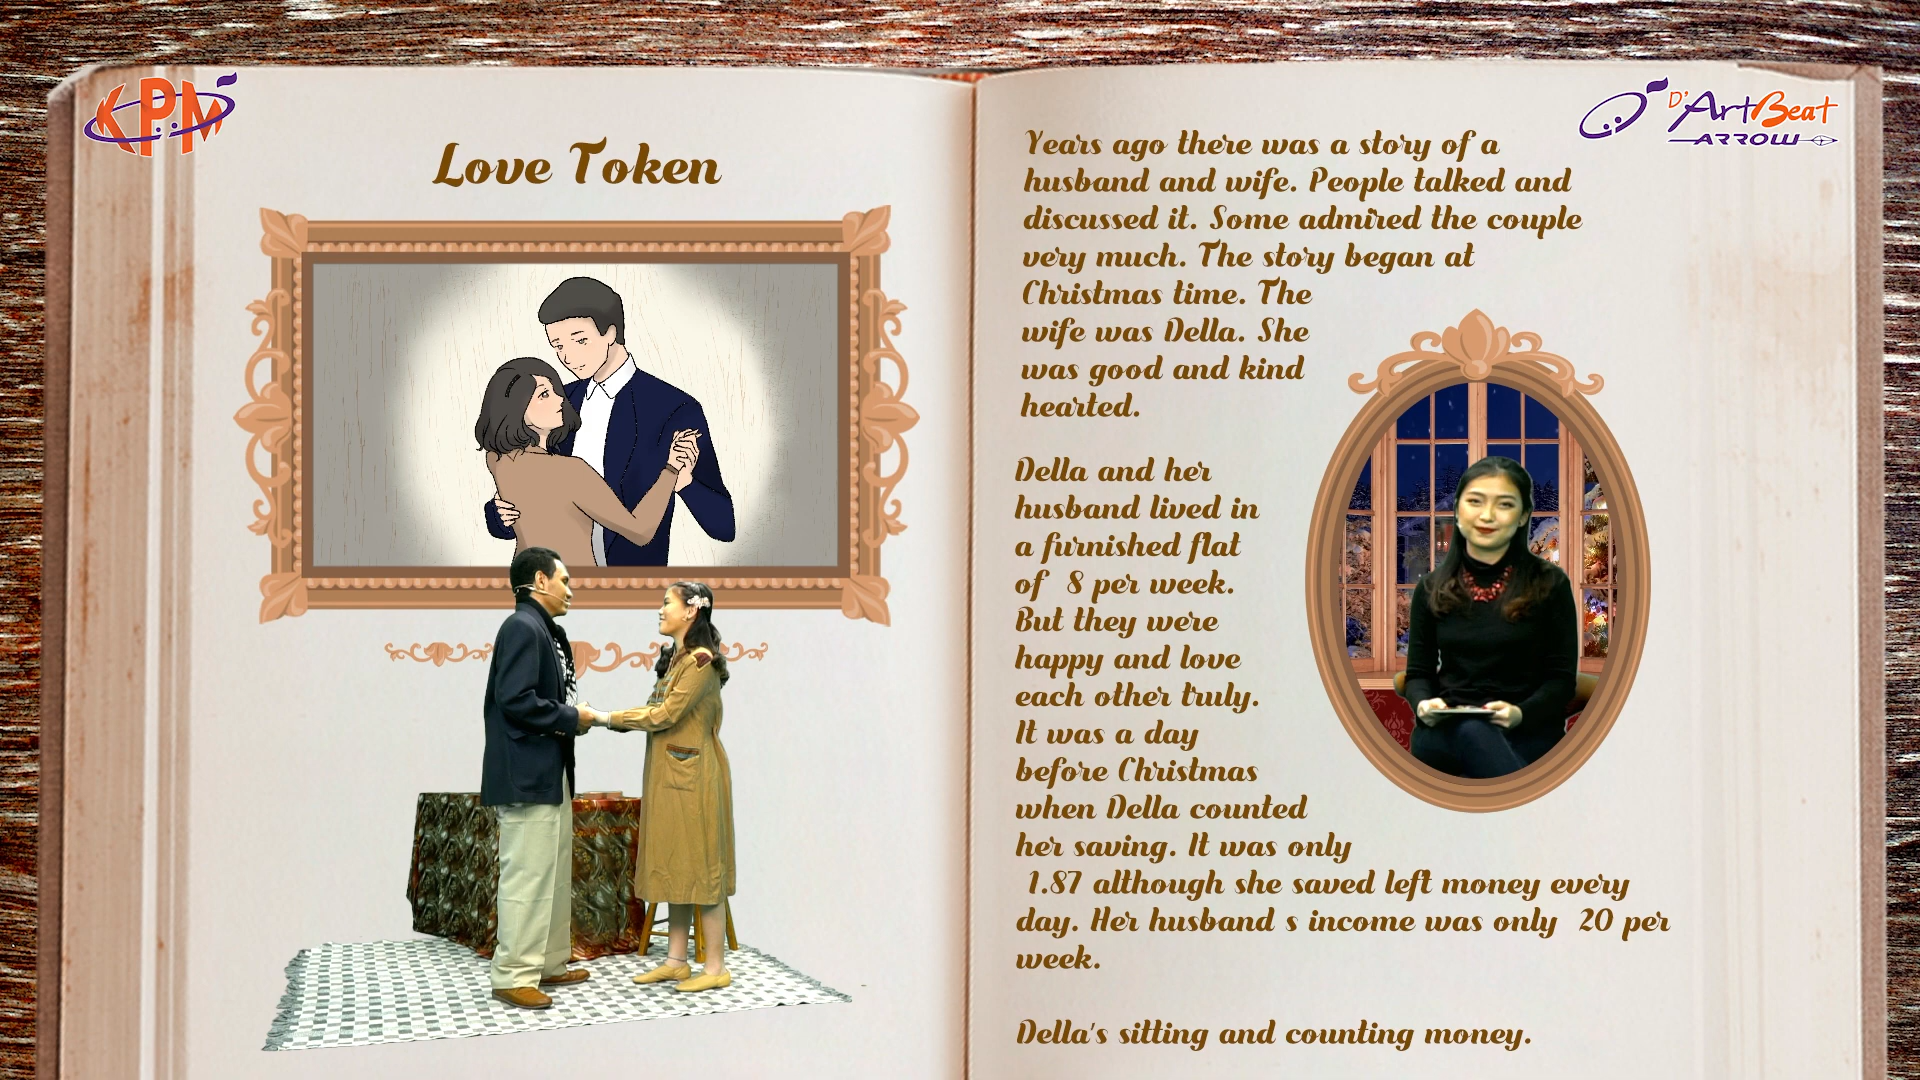 KPM
D'ArtBeat
ARROW
Love Token
Years ago there was a story of a
husband and wife. People talked and
discussed it. Some admired the couple
very much. The story began at
Christmas time. The
wife was Della. She
was good and kind
hearted.
Della and her
husband lived in
a furnished flat
of 8 per week.
But they were
happy and love
each other truly.
It was a day
before Christmas
when Della counted
her saving. It was only
1.87 although she saved left money every
day. Her husband s income was only 20 per
week.
Della's sitting and counting money.